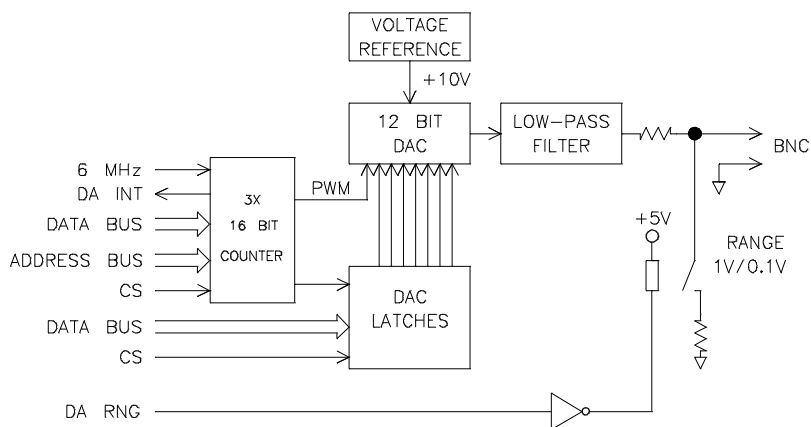 VOLTAGE
REFERENCE
+10V
12 BIT
DAC
LOW-PASS
FILTER
BNC
6 MHz
DA INT
DATA BUS
ADDRESS BUS
CS
3X
16 BIT
COUNTER
PWM
+5V
RANGE
1V/0.1V
DAC
LATCHES
DATA BUS
CS
DA RNG